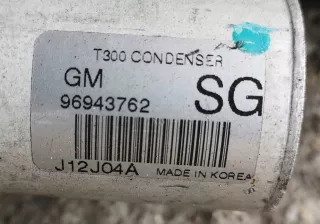 T300 CONDENSER
GM
96943762
SG
J12J04A MADE IN KOREA